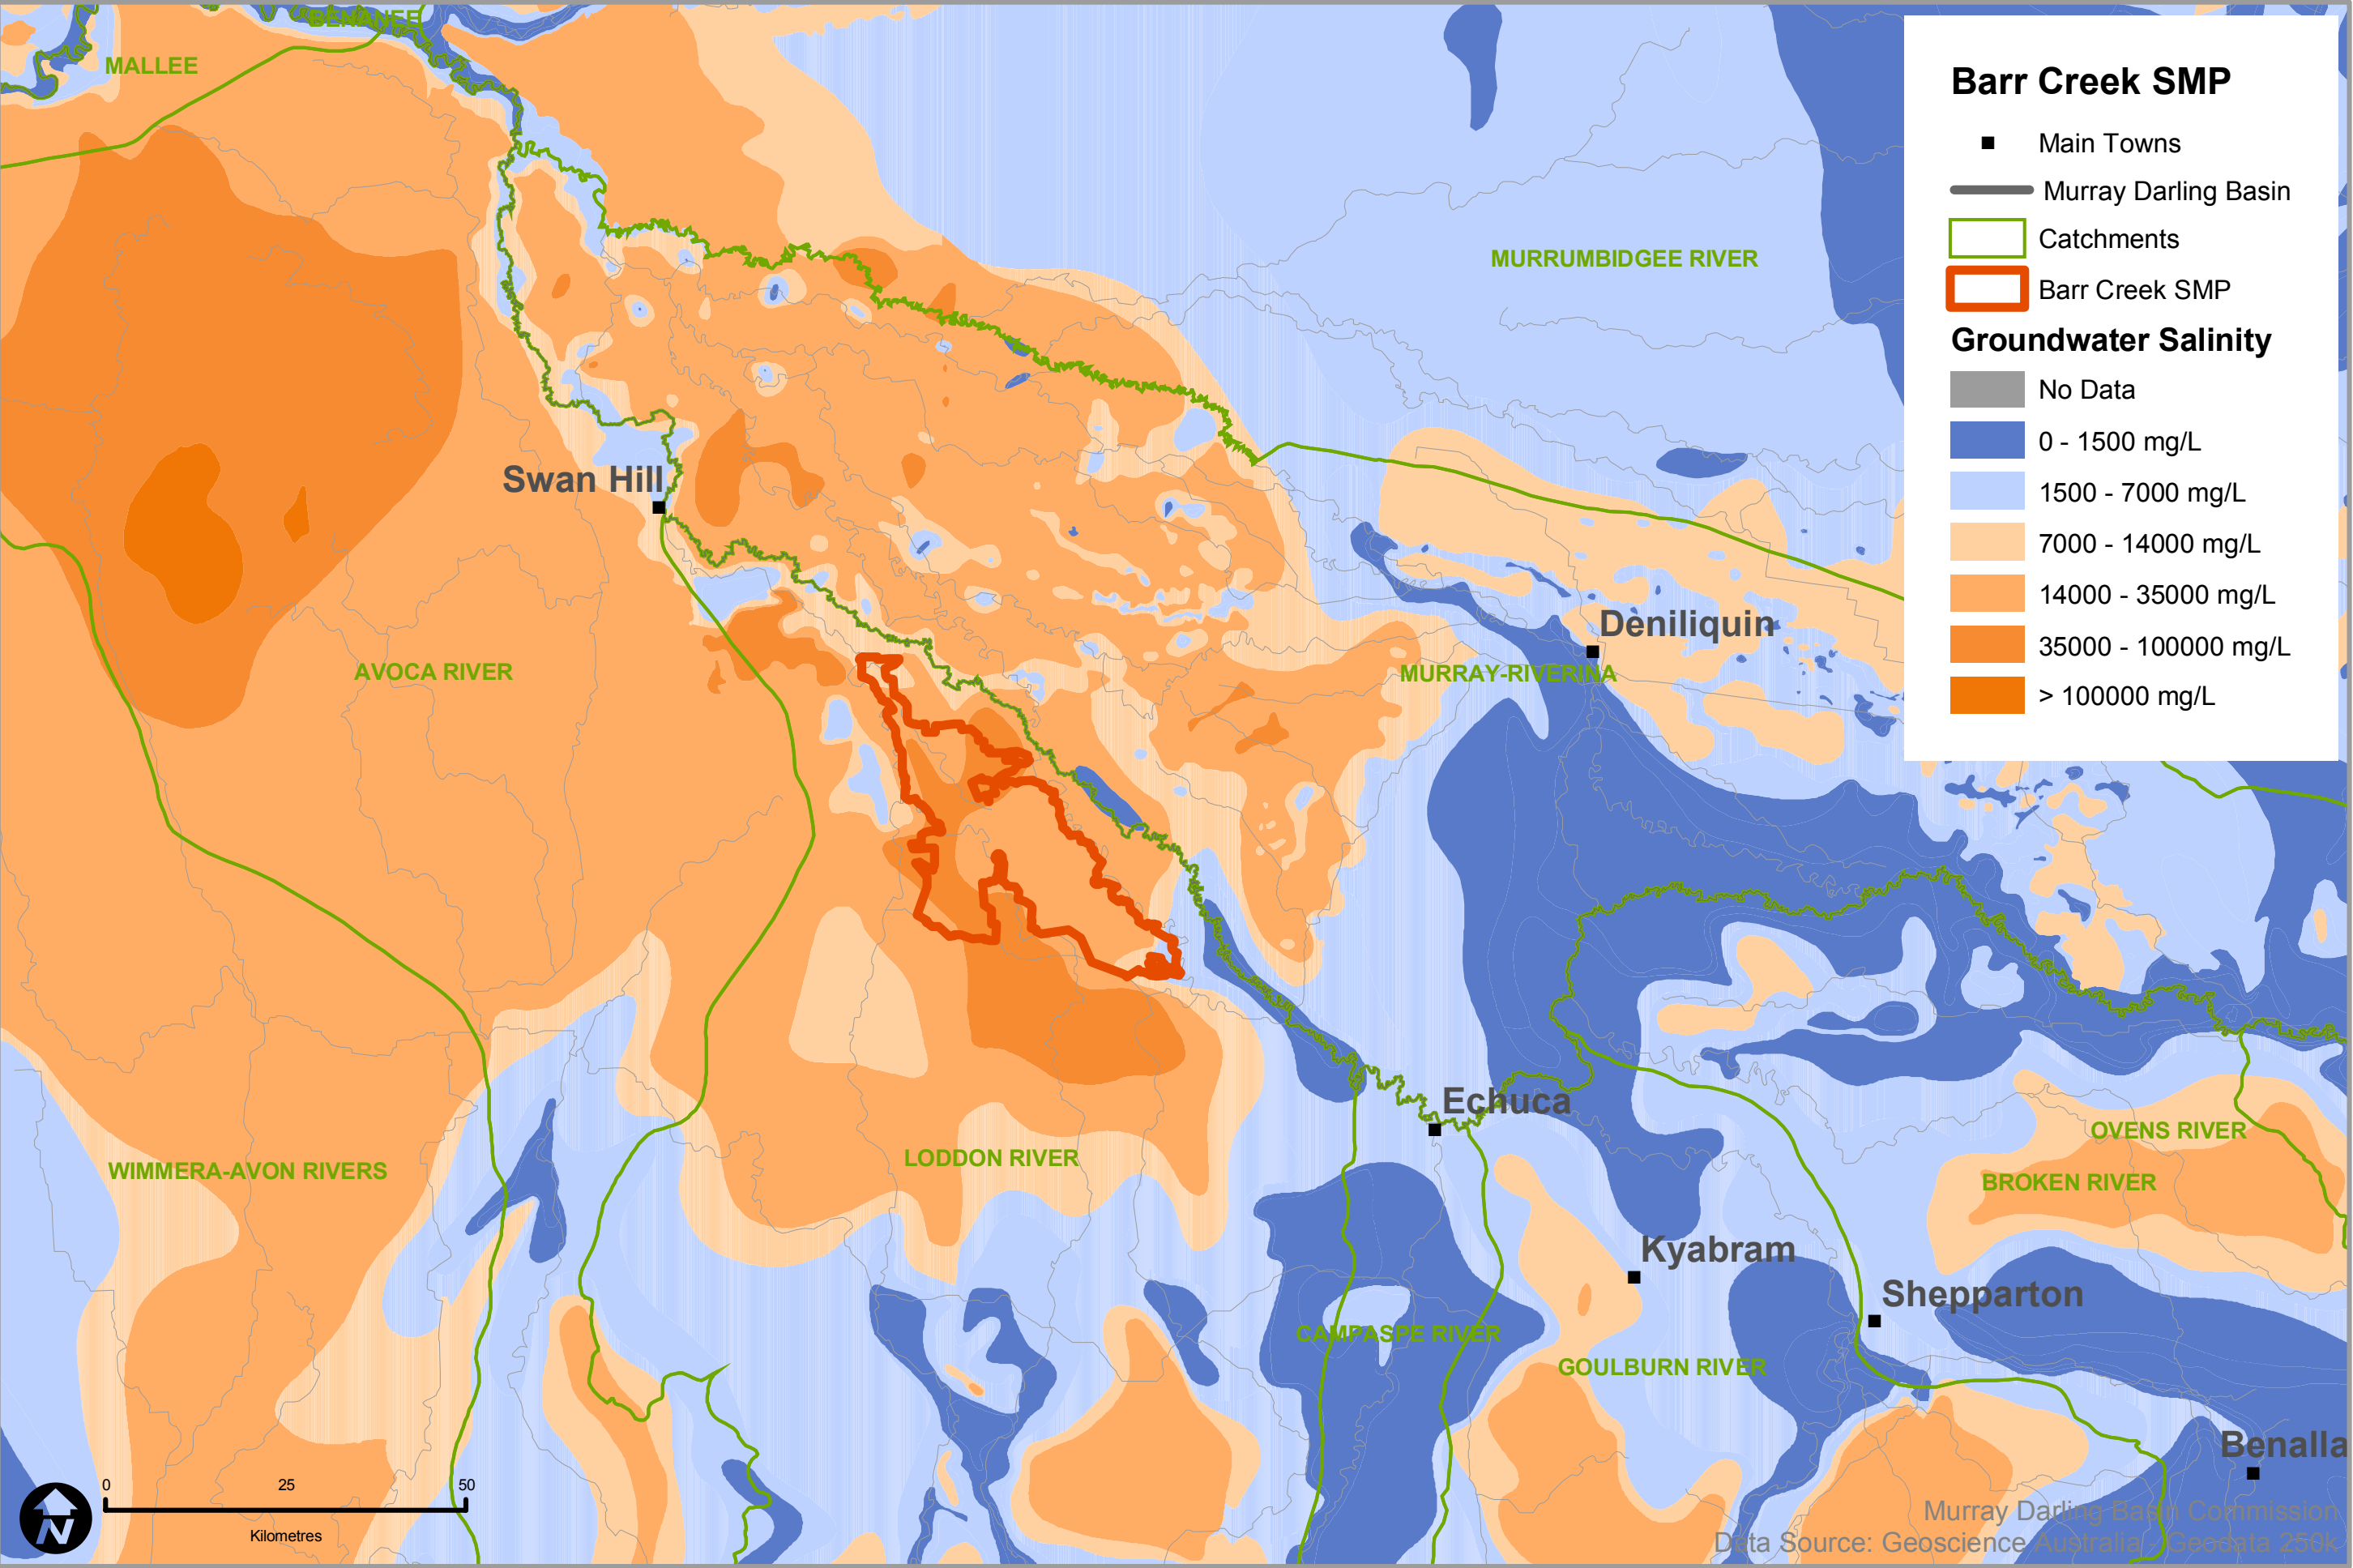 BENANEE
MALLEE
Barr Creek SMP
Main Towns
Murray Darling Basin
Catchments
Barr Creek SMP
Groundwater Salinity
No Data
0 - 1500 mg/L
1500 - 7000 mg/L
7000 - 14000 mg/L
14000 - 35000 mg/L
35000 - 100000 mg/L
> 100000 mg/L
MURRUMBIDGEE RIVER
Swan Hill
Deniliquin
AVOCA RIVER
MURRAY-RIVERINA
Echuca
OVENS RIVER
LODDON RIVER
WIMMERA-AVON RIVERS
BROKEN RIVER
Kyabram
Shepparton
CAMPASPE RIVER
GOULBURN RIVER
Benalla
0 25 50
Kilometres
N
Murray Darling Basin Commission
Data Source: Geoscience Australia - Geodata 250k